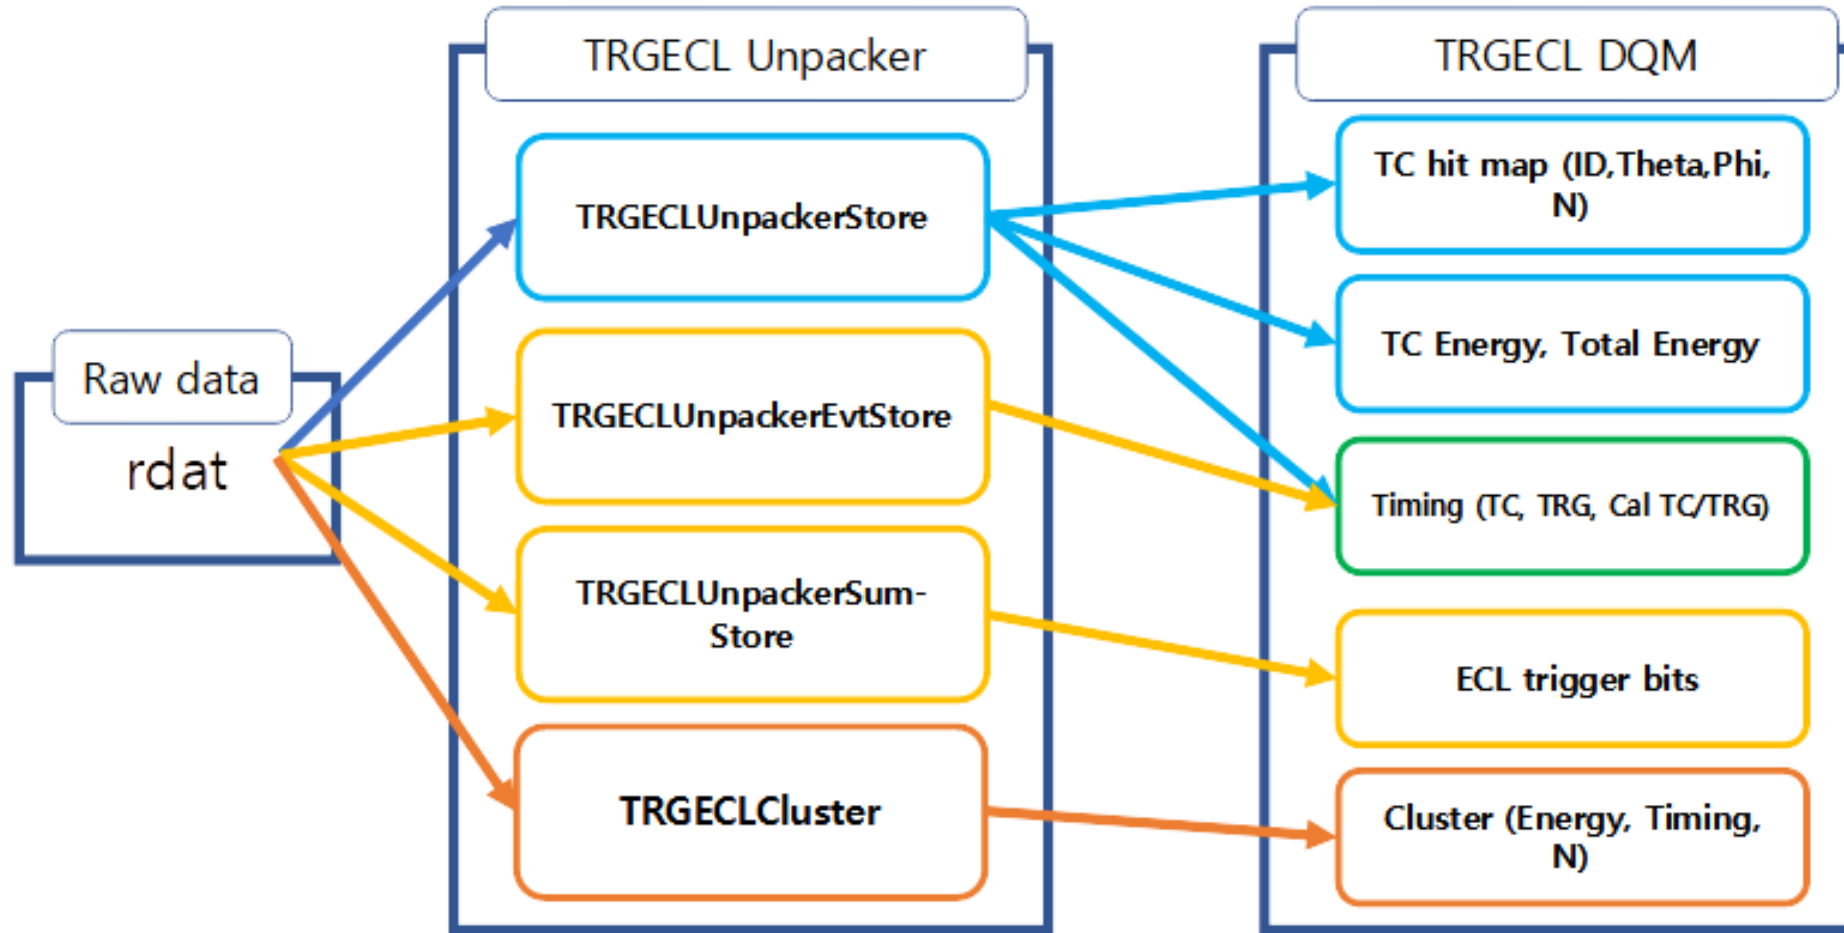 Raw data
rdat
TRGECL Unpacker
TRGECLUnpackerStore
TRGECLUnpackerEvtStore
TRGECLUnpackerSum-
Store
TRGECLCluster
TRGECL DQM
TC hit map (ID,Theta,Phi,
N)
TC Energy, Total Energy
Timing (TC, TRG, Cal TC/TRG)
ECL trigger bits
Cluster (Energy, Timing,
N)